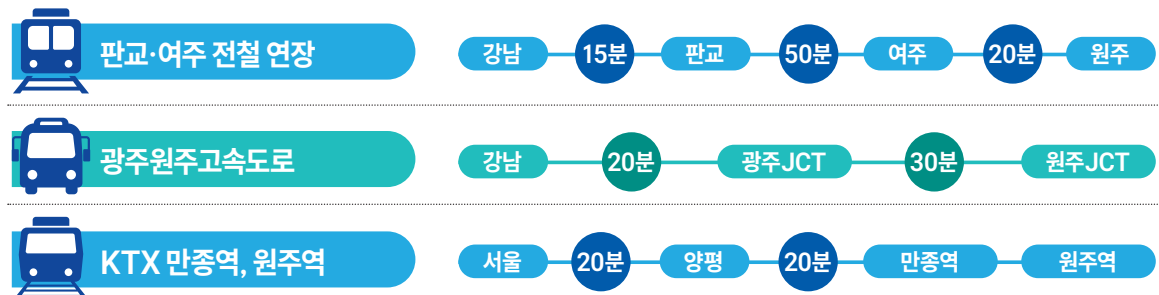 판교·여주 전철 연장
강남 15분 판교 50분 여주 20분 원주
광주원주고속도로
강남 20분 광주JCT 30분 원주JCT
KTX 만종역, 원주역
서울 20분 양평 20분 만종역 원주역